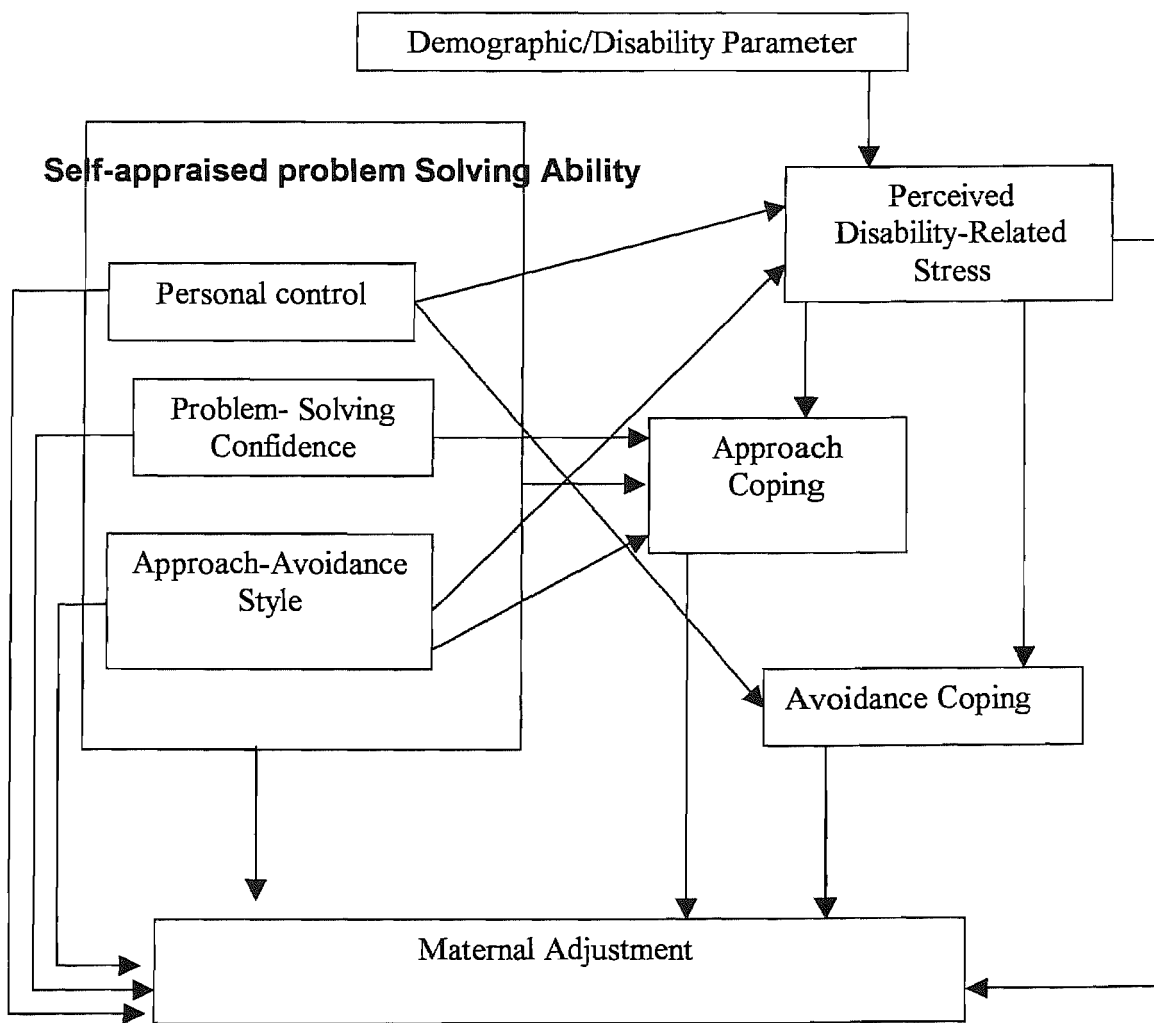 Demographic/Disability Parameter
Self-appraised problem Solving Ability
Perceived
Disability-Related
Stress
Personal control
Problem- Solving
Confidence
Approach
Coping
Approach-Avoidance
Style
Avoidance Coping
Maternal Adjustment